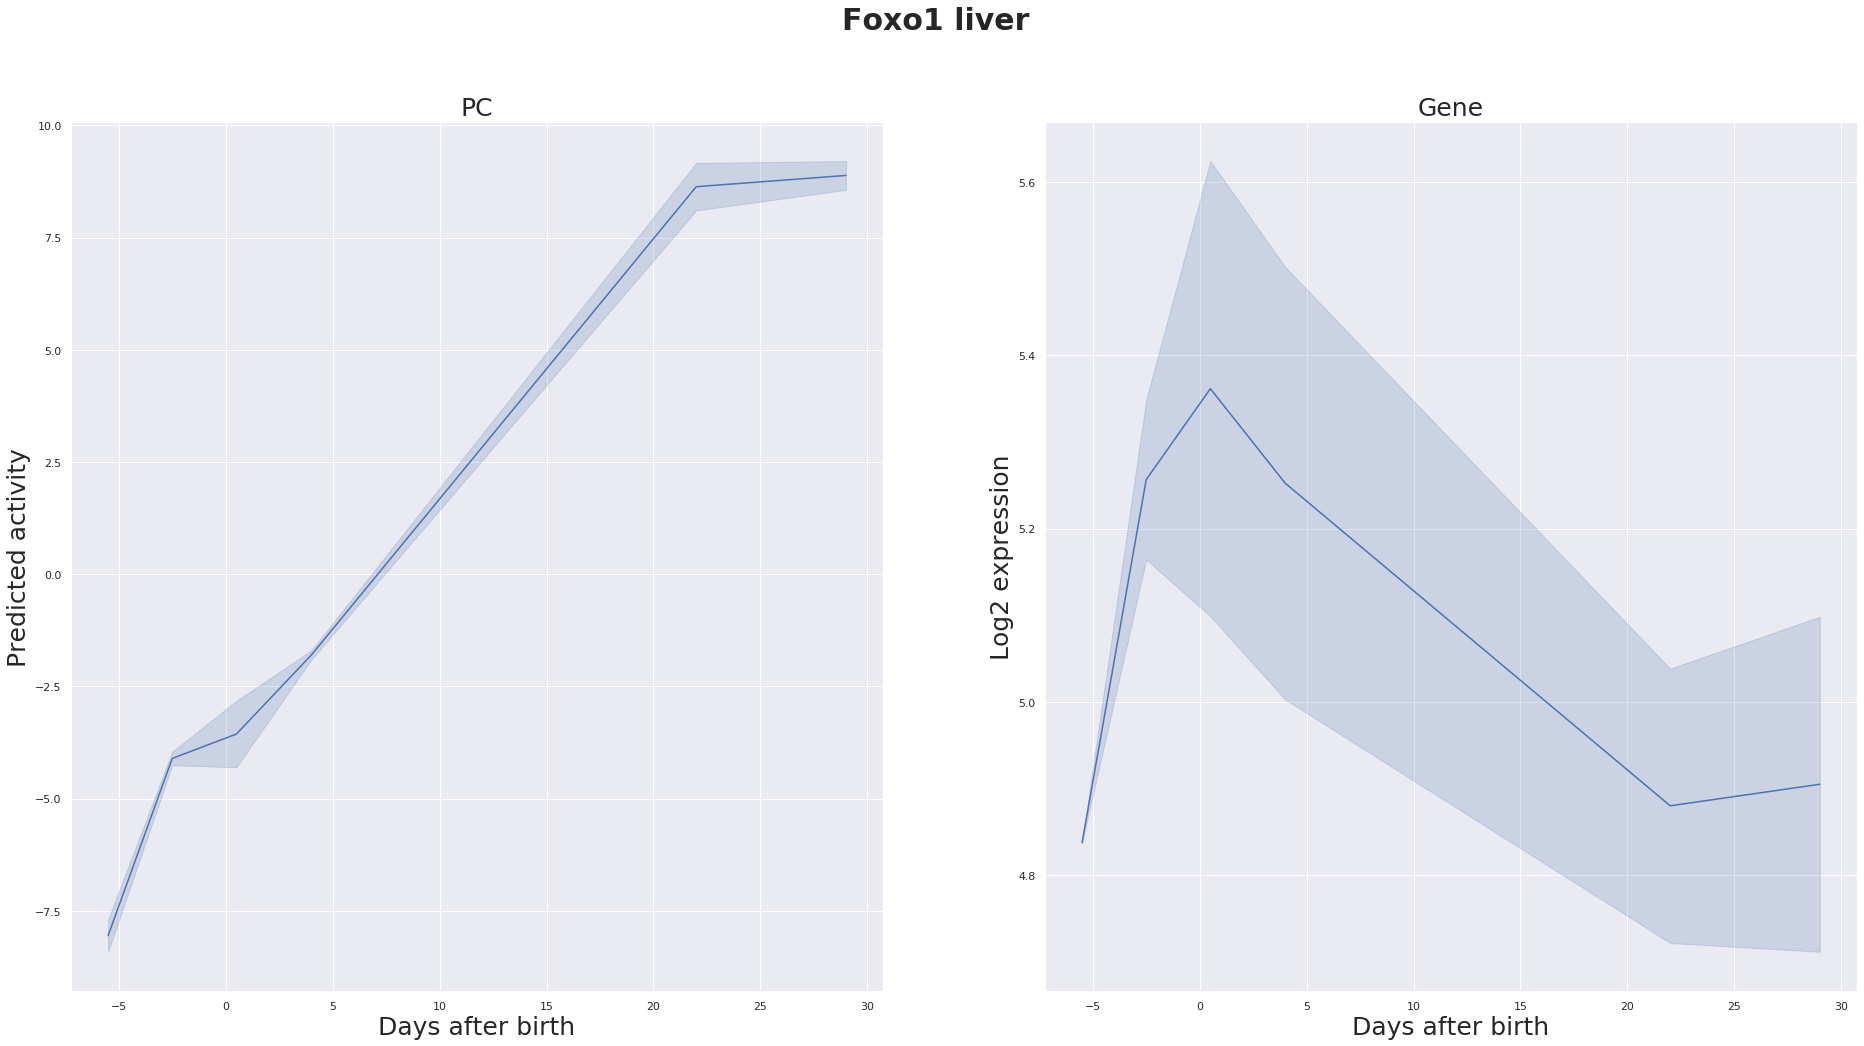 Foxo1 liver
PC
Predicted activity
10.0
7.5
5.0
2.5
0.0
−2.5
−5.0
−7.5
−5 0 5 10 15 20 25 30
Days after birth
Gene
Log2 expression
5.6
5.4
5.2
5.0
4.8
−5 0 5 10 15 20 25 30
Days after birth